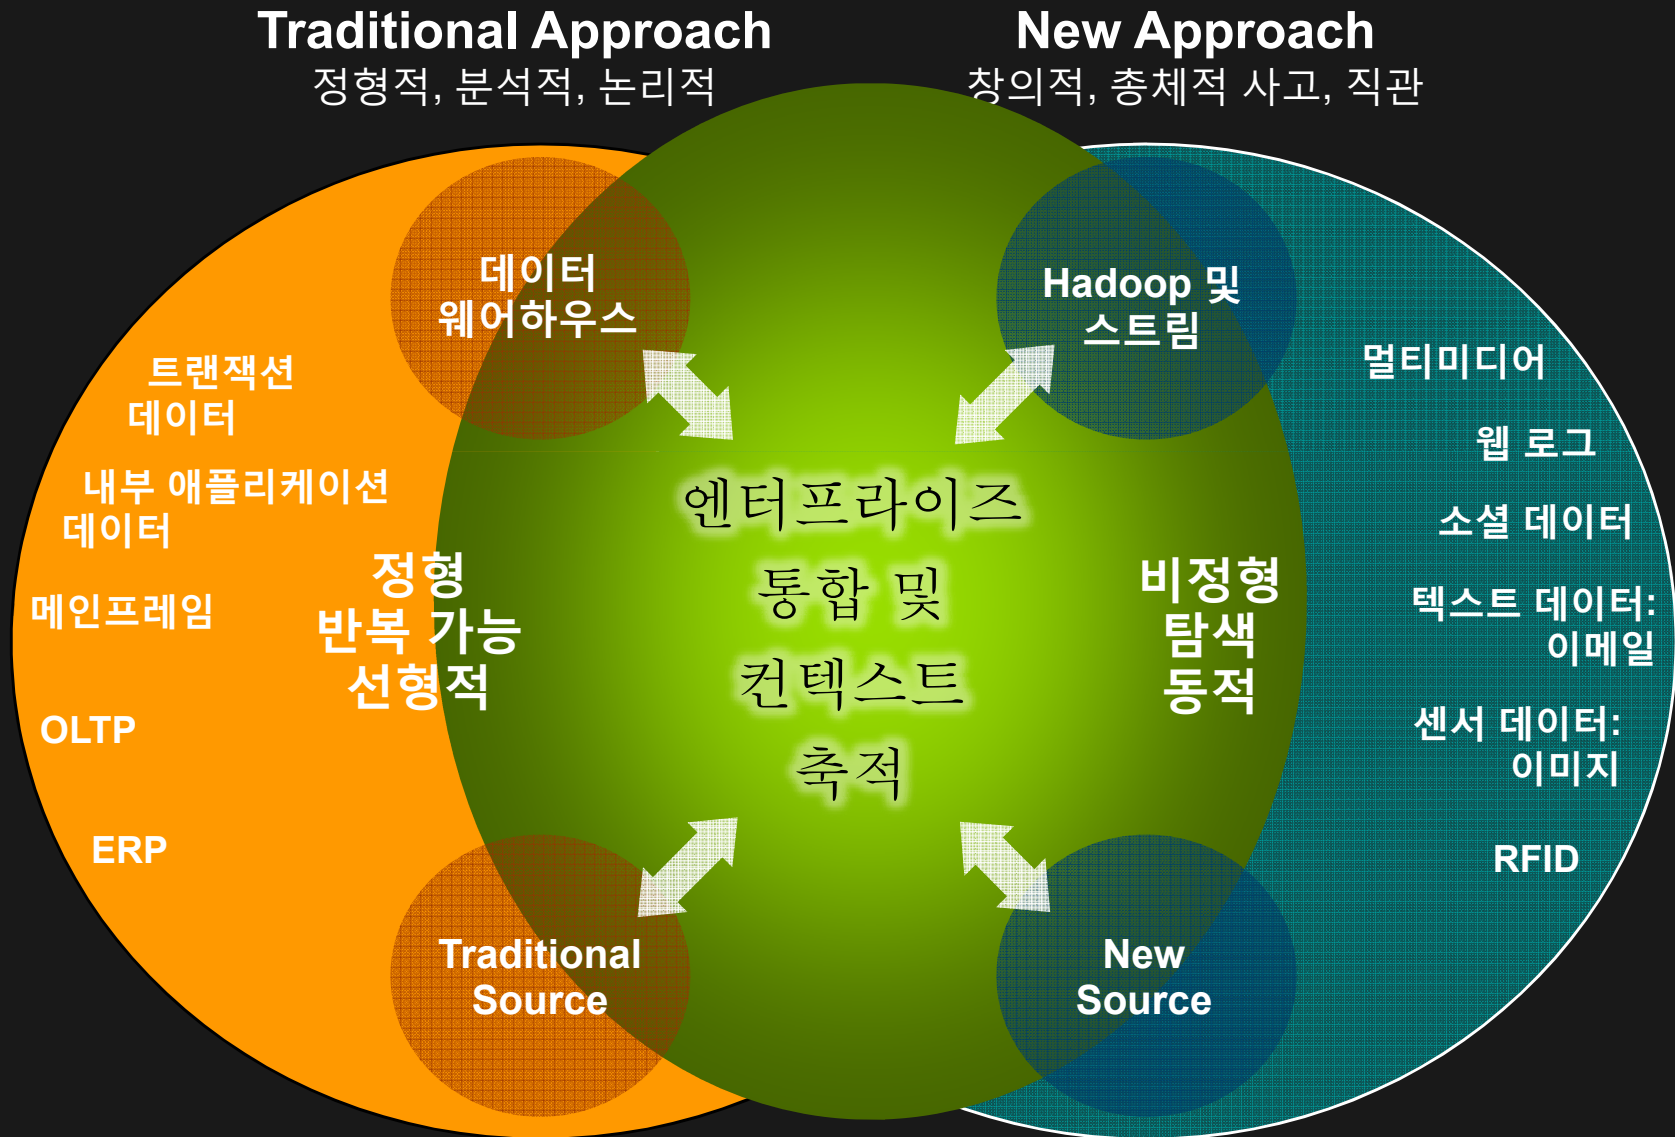 Traditional Approach
정형적, 분석적, 논리적
New Approach
창의적, 총체적 사고, 직관
데이터
웨어하우스
Hadoop 및
스트림
트랜잭션
데이터
내부 애플리케이션
데이터
메인프레임
OLTP
ERP
정형
반복 가능
선형적
엔터프라이즈
통합 및
컨텍스트
축적
비정형
탐색
동적
멀티미디어
웹 로그
소셜 데이터
텍스트 데이터:
이메일
센서 데이터:
이미지
RFID
Traditional
Source
New
Source